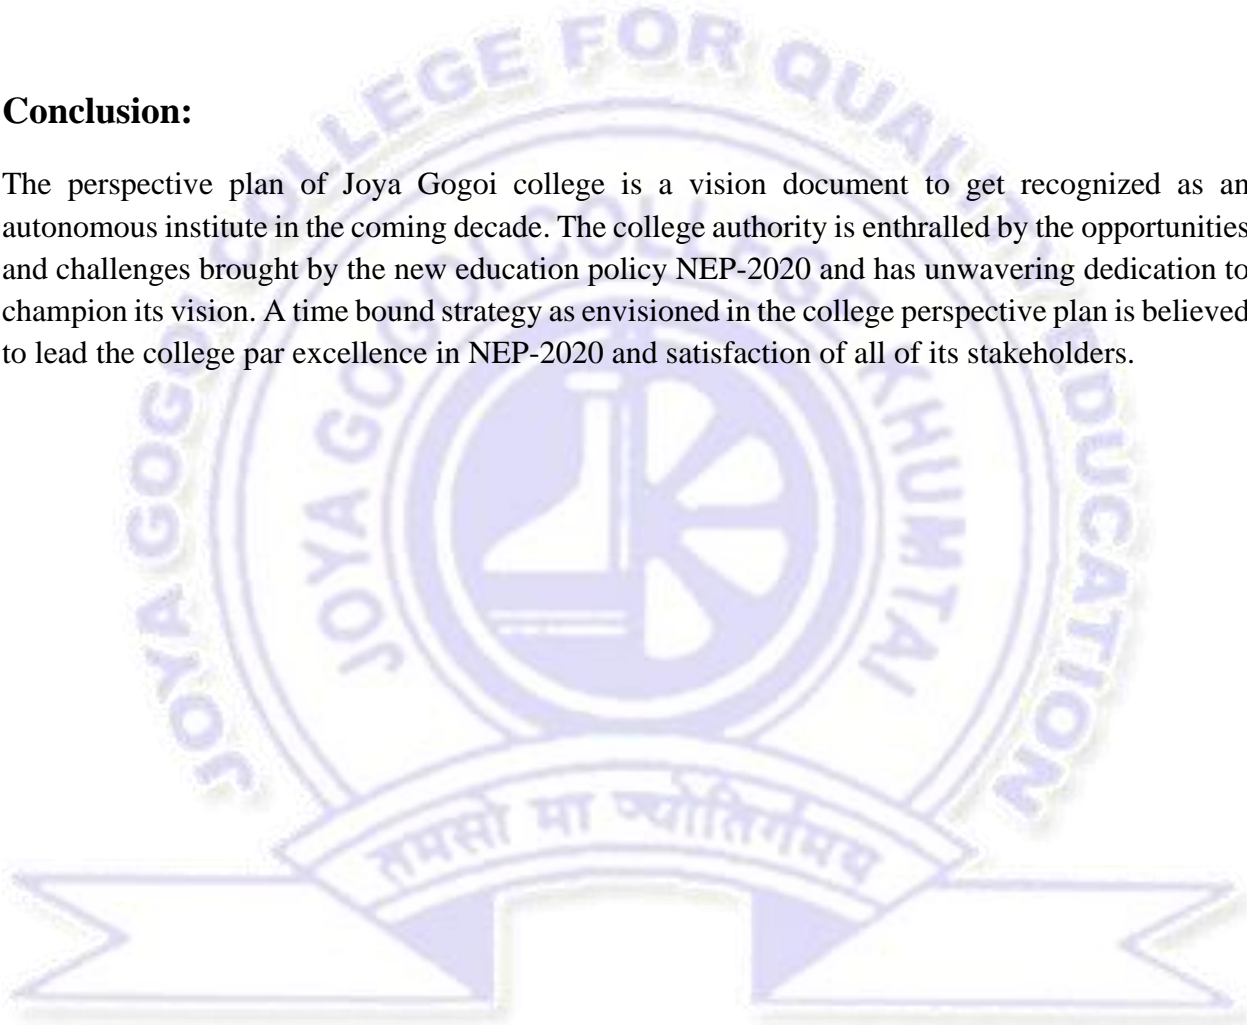 JOYA GOGOI COLLEGE FOR QUALITY EDUCATION
Conclusion:
The perspective plan of Joya Gogoi college is a vision document to get recognized as an
autonomous institute in the coming decade. The college authority is enthralled by the opportunities
and challenges brought by the new education policy NEP-2020 and has unwavering dedication to
champion its vision. A time bound strategy as envisioned in the college perspective plan is believed
to lead the college par excellence in NEP-2020 and satisfaction of all of its stakeholders.
JOYA GOGOI COLLEGE KHUMTAI
तमसो मा ज्योतिर्गमय